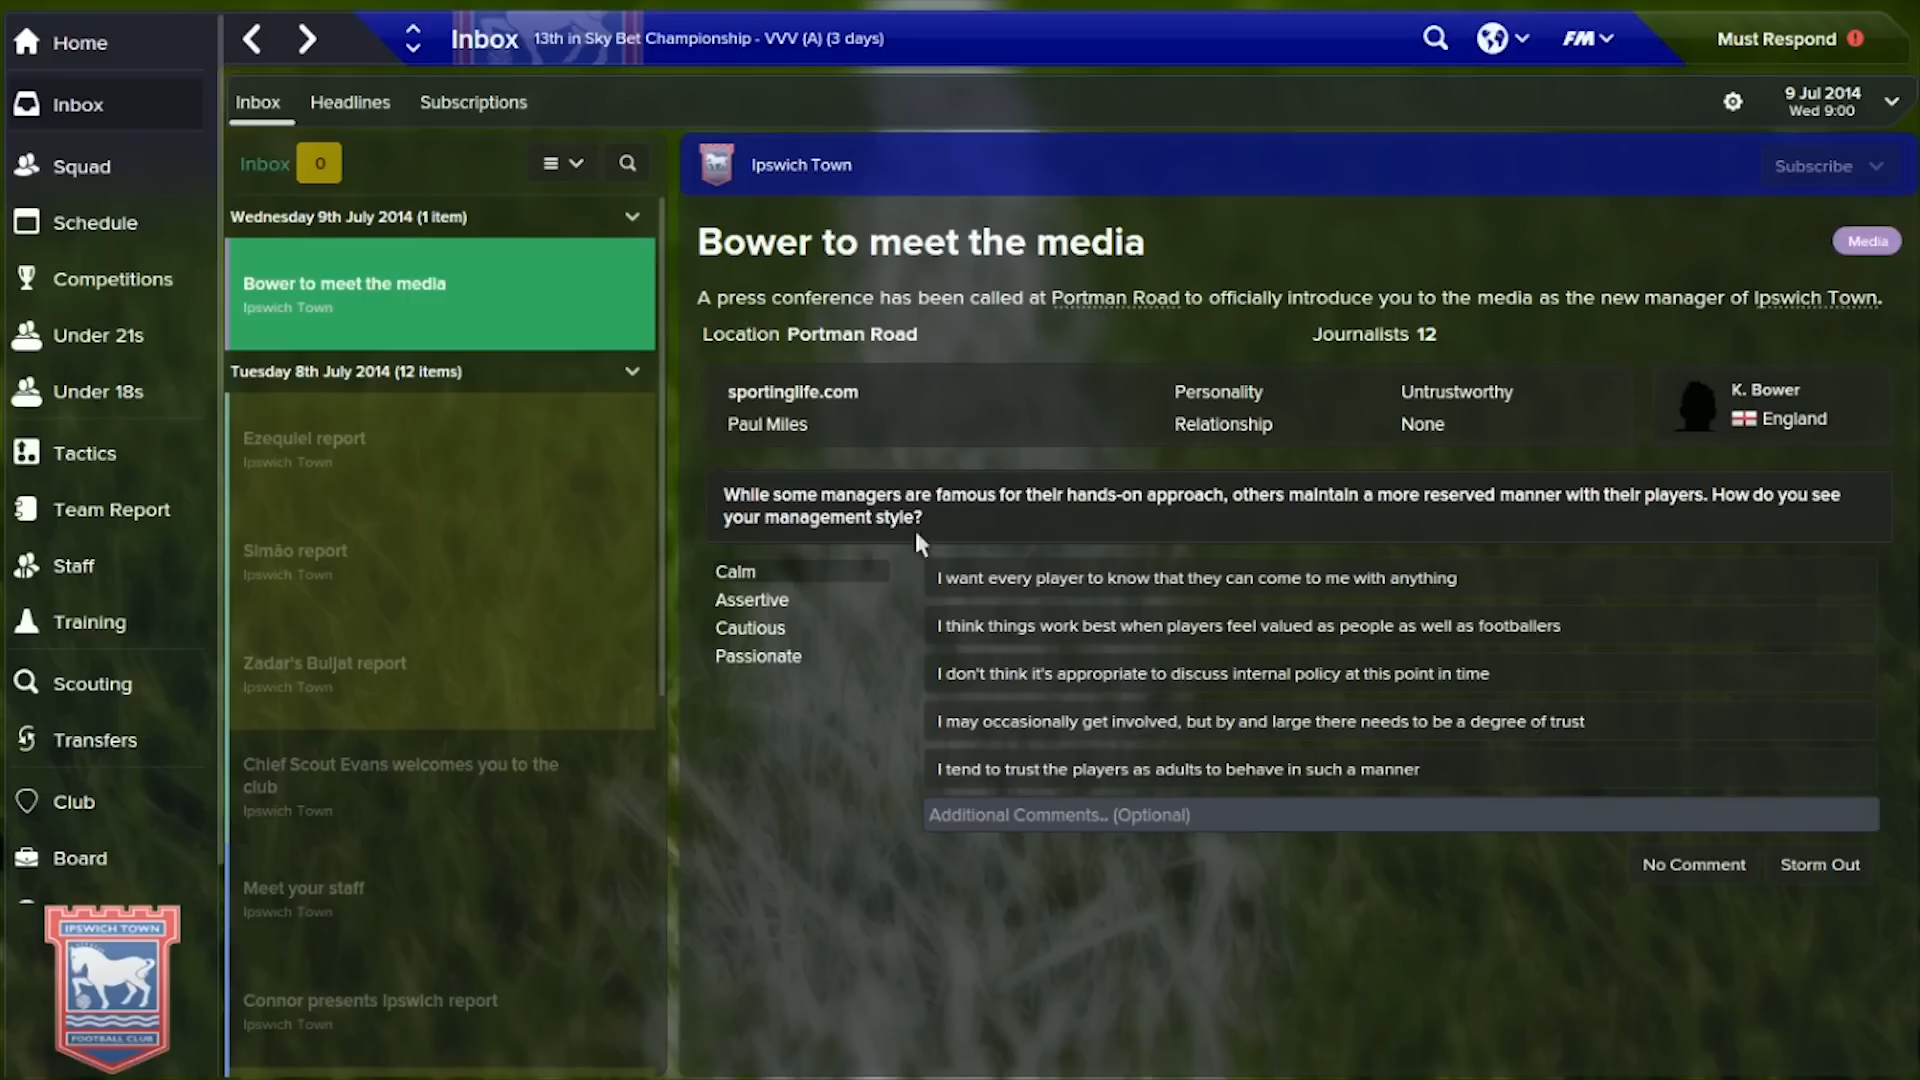 Home
Inbox
Squad
Schedule
Competitions
Under 21s
Under 18s
Tactics
Team Report
Staff
Training
Scouting
Transfers
Club
Board
IPSWICH TOWN
FOOTBALL CLUB
Inbox 13th in Sky Bet Championship - VVV (A) (3 days)
FM
Must Respond
Inbox Headlines Subscriptions
9 Jul 2014
Wed 9:00
Inbox 0
Wednesday 9th July 2014 (1 item)
Bower to meet the media
Ipswich Town
Tuesday 8th July 2014 (12 items)
Ezequiel report
Ipswich Town
Simão report
Ipswich Town
Zadar's Buljat report
Ipswich Town
Chief Scout Evans welcomes you to the
club
Ipswich Town
Meet your staff
Ipswich Town
Connor presents Ipswich report
Ipswich Town
Ipswich Town
Subscribe
Bower to meet the media
Media
A press conference has been called at Portman Road to officially introduce you to the media as the new manager of Ipswich Town.
Location Portman Road
Journalists 12
sportinglife.com Personality Untrustworthy
Paul Miles Relationship None
K. Bower
England
While some managers are famous for their hands-on approach, others maintain a more reserved manner with their players. How do you see
your management style?
Calm
Assertive
Cautious
Passionate
I want every player to know that they can come to me with anything
I think things work best when players feel valued as people as well as footballers
I don't think it's appropriate to discuss internal policy at this point in time
I may occasionally get involved, but by and large there needs to be a degree of trust
I tend to trust the players as adults to behave in such a manner
Additional Comments.. (Optional)
No Comment Storm Out